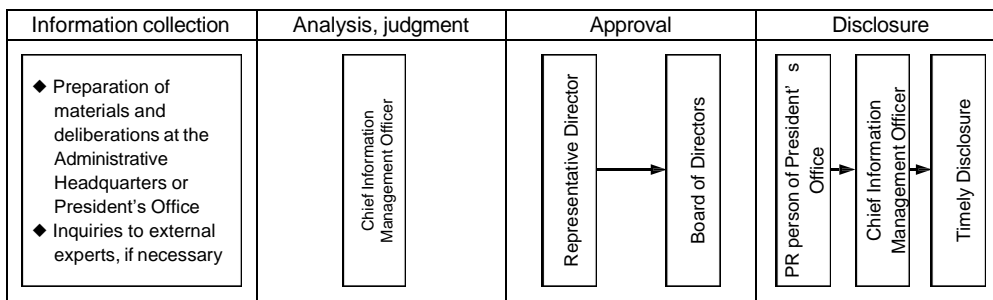 Information collection
Analysis, judgment
Approval
Disclosure
◆ Preparation of
materials and
deliberations at the
Administrative
Headquarters or
President's Office
◆ Inquiries to external
experts, if necessary
Chief Information
Management Officer
Representative Director
Board of Directors
PR person of President’ s
Office
Chief Information
Management Officer
Timely Disclosure